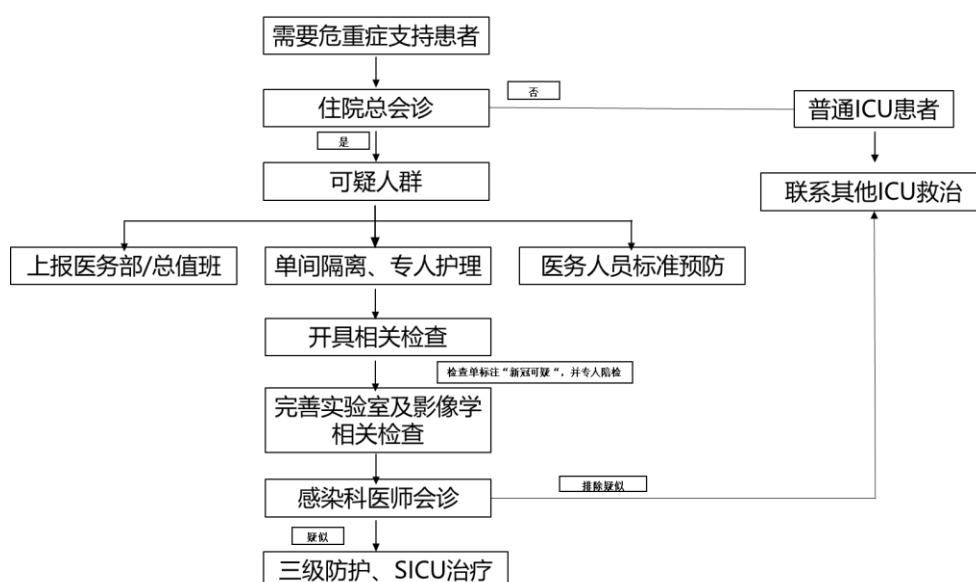 需要危重症支持患者
否
住院总会诊
普通ICU患者
是
可疑人群
联系其他ICU救治
上报医务部/总值班
单间隔离、专人护理
医务人员标准预防
开具相关检查
检查单标注“新冠可疑“，并专人陪检
完善实验室及影像学
相关检查
感染科医师会诊
排除疑似
疑似
三级防护、SICU治疗